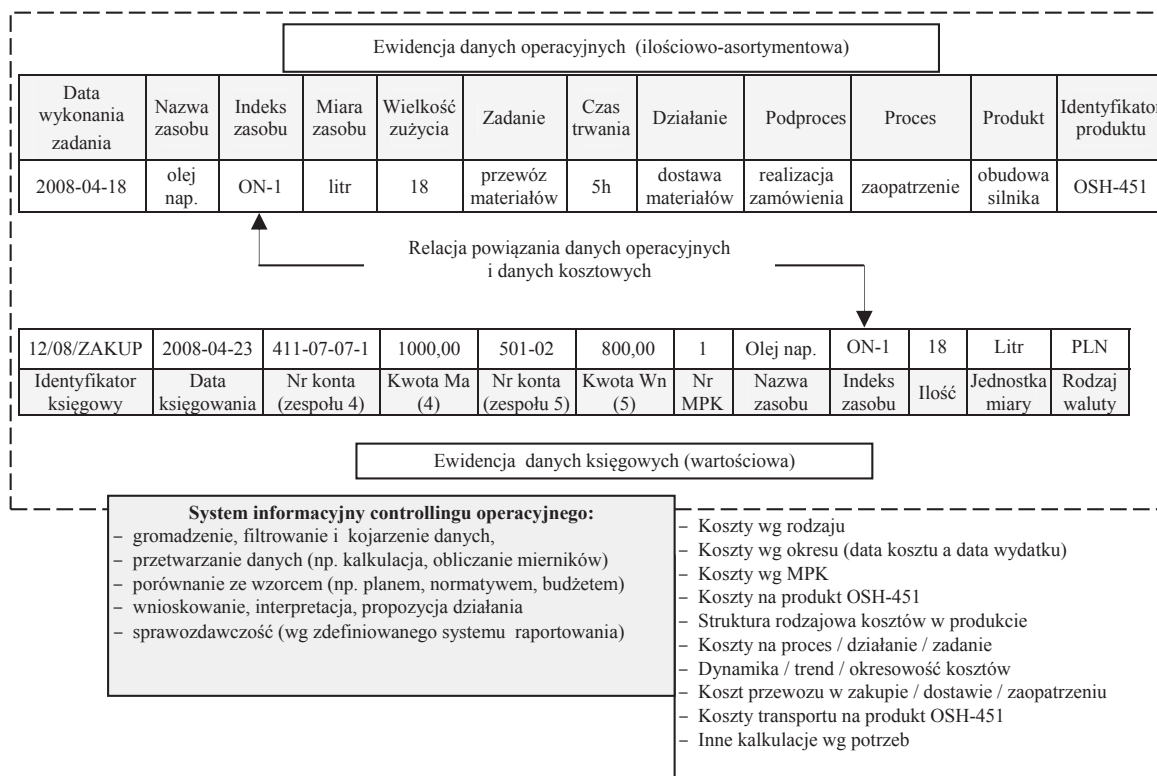 Ewidencja danych operacyjnych (ilościowo-asortymentowa)
Data wykonania zadania Nazwa zasobu Indeks zasobu Miara zasobu Wielkość zużycia Zadanie Czas trwania Działanie Podproces Proces Produkt Identyfikator produktu
2008-04-18 olej nap. ON-1 litr 18 przewóz materiałów 5h dostawa materiałów realizacja zamówienia zaopatrzenie obudowa silnika OSH-451
Relacja powiązania danych operacyjnych
i danych kosztowych
12/08/ZAKUP 2008-04-23 411-07-07-1 1000,00 501-02 800,00 1 Olej nap. ON-1 18 Litr PLN
Identyfikator księgowy Data księgowania Nr konta (zespołu 4) Kwota Ma (4) Nr konta (zespołu 5) Kwota Wn (5) Nr MPK Nazwa zasobu Indeks zasobu Ilość Jednostka miary Rodzaj waluty
Ewidencja danych księgowych (wartościowa)
System informacyjny controllingu operacyjnego:
– gromadzenie, filtrowanie i kojarzenie danych,
– przetwarzanie danych (np. kalkulacja, obliczanie mierników)
– porównanie ze wzorcem (np. planem, normatywem, budżetem)
– wnioskowanie, interpretacja, propozycja działania
– sprawozdawczość (wg zdefiniowanego systemu raportowania)
– Koszty wg rodzaju
– Koszty wg okresu (data kosztu a data wydatku)
– Koszty wg MPK
– Koszty na produkt OSH-451
– Struktura rodzajowa kosztów w produkcie
– Koszty na proces / działanie / zadanie
– Dynamika / trend / okresowość kosztów
– Koszt przewozu w zakupie / dostawie / zaopatrzeniu
– Koszty transportu na produkt OSH-451
– Inne kalkulacje wg potrzeb